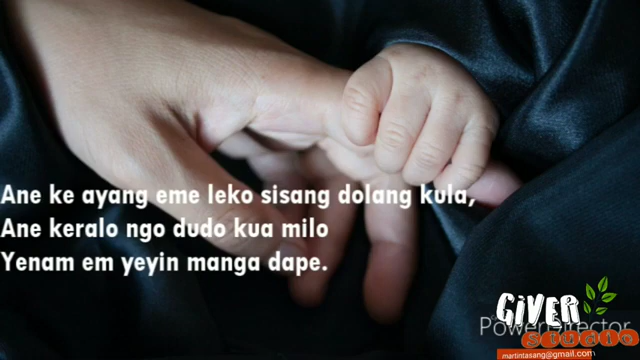 Ane ke ayang eme leko sisang dolang kula,
Ane keralo ngo dudo kua milo
Yenam em yeyin manga dape.
GiVER
PowerDirector
STUDIO
martintasang@gmail.com